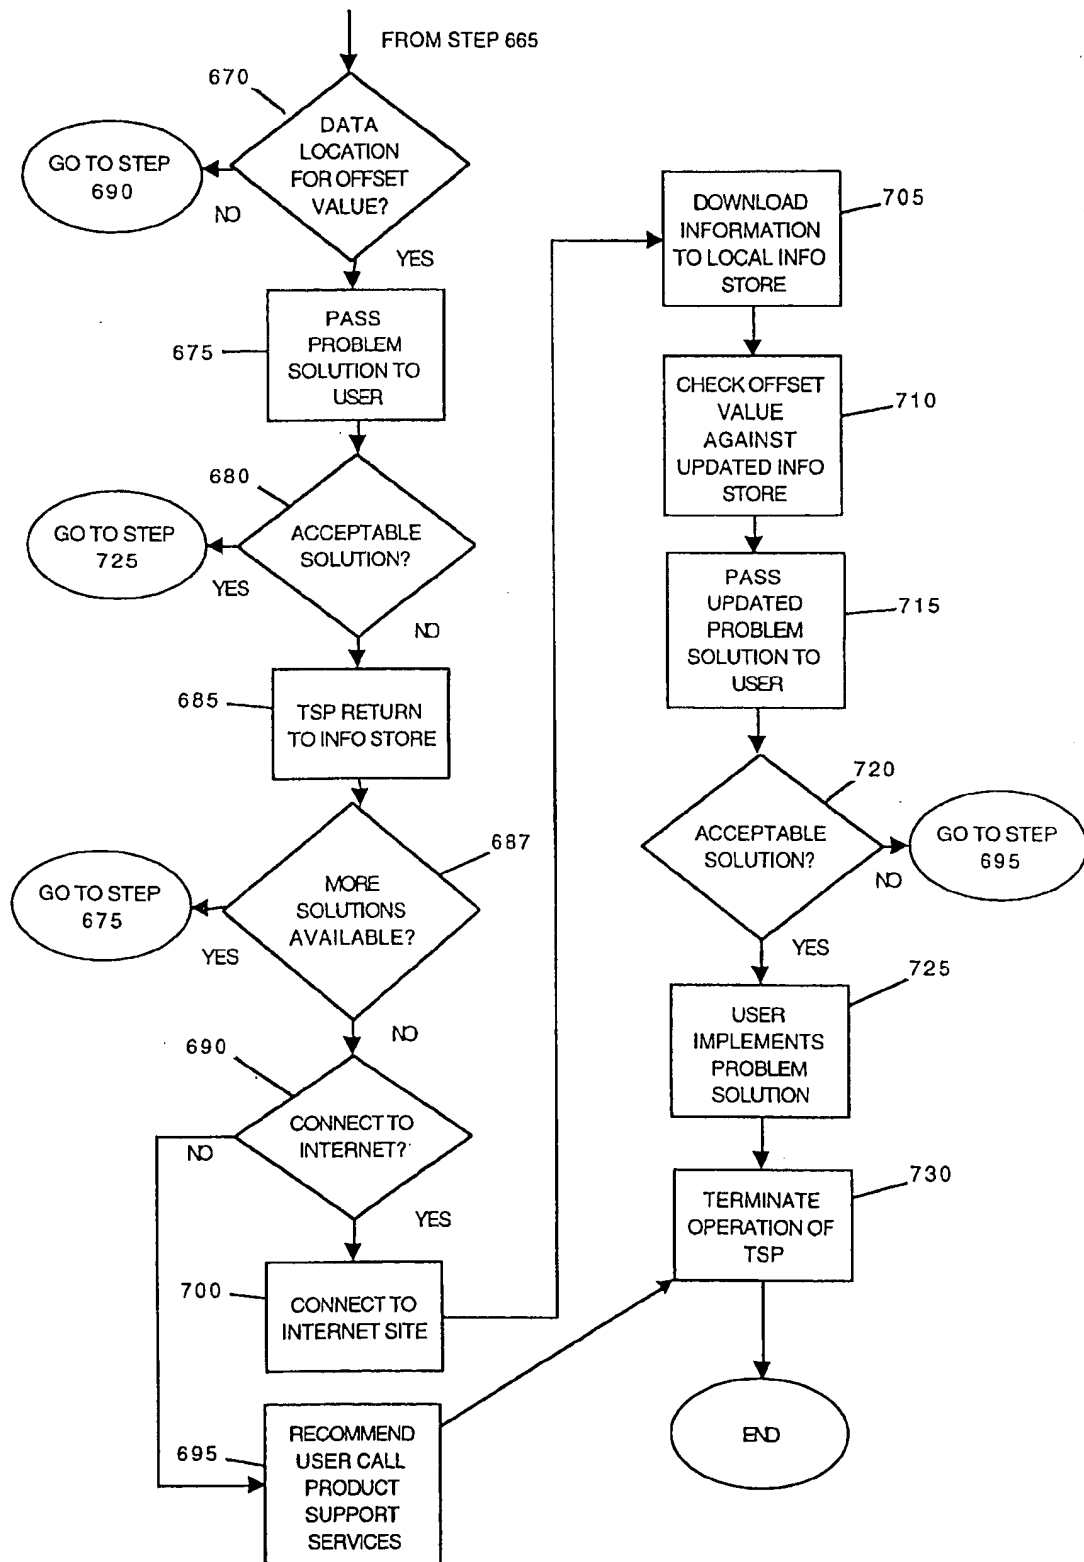 FROM STEP 665
670
DATA
LOCATION
FOR OFFSET
VALUE?
GO TO STEP
690
NO
YES
675
PASS
PROBLEM
SOLUTION TO
USER
680
ACCEPTABLE
SOLUTION?
GO TO STEP
725
YES
NO
685
TSP RETURN
TO INFO STORE
687
MORE
SOLUTIONS
AVAILABLE?
GO TO STEP
675
YES
NO
690
CONNECT TO
INTERNET?
NO
YES
700
CONNECT TO
INTERNET SITE
695
RECOMMEND
USER CALL
PRODUCT
SUPPORT
SERVICES
705
DOWNLOAD
INFORMATION
TO LOCAL INFO
STORE
710
CHECK OFFSET
VALUE
AGAINST
UPDATED INFO
STORE
715
PASS
UPDATED
PROBLEM
SOLUTION TO
USER
720
ACCEPTABLE
SOLUTION?
NO
GO TO STEP
695
YES
725
USER
IMPLEMENTS
PROBLEM
SOLUTION
730
TERMINATE
OPERATION OF
TSP
END